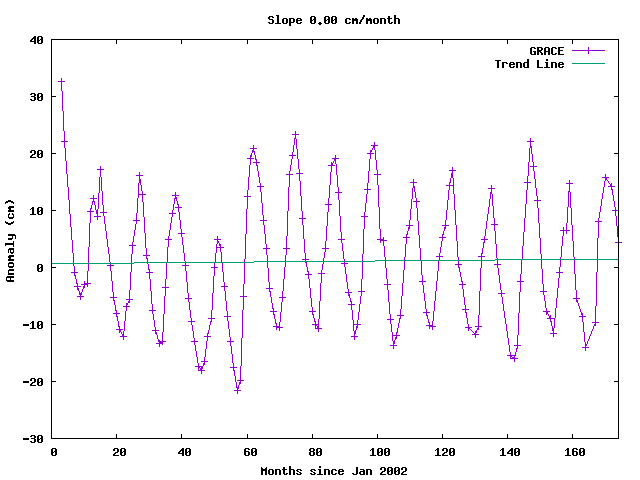 Slope 0.00 cm/month
GRACE
Trend Line
40
30
20
10
0
-10
-20
-30
Anomaly (cm)
0 20 40 60 80 100 120 140 160
Months since Jan 2002